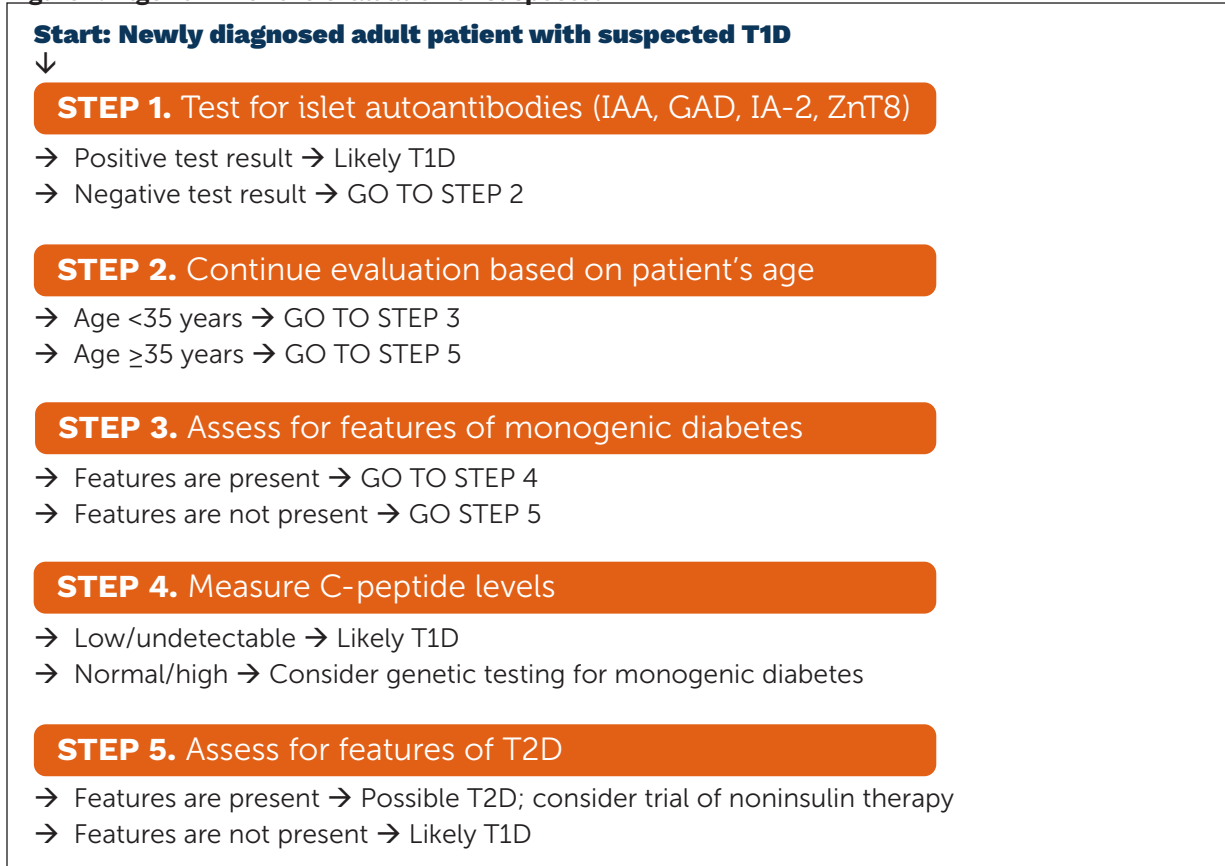 Start: Newly diagnosed adult patient with suspected T1D
↓
STEP 1. Test for islet autoantibodies (IAA, GAD, IA-2, ZnT8)
→ Positive test result → Likely T1D
→ Negative test result → GO TO STEP 2
STEP 2. Continue evaluation based on patient's age
→ Age <35 years → GO TO STEP 3
→ Age ≥35 years → GO TO STEP 5
STEP 3. Assess for features of monogenic diabetes
→ Features are present → GO TO STEP 4
→ Features are not present → GO STEP 5
STEP 4. Measure C-peptide levels
→ Low/undetectable → Likely T1D
→ Normal/high → Consider genetic testing for monogenic diabetes
STEP 5. Assess for features of T2D
→ Features are present → Possible T2D; consider trial of noninsulin therapy
→ Features are not present → Likely T1D